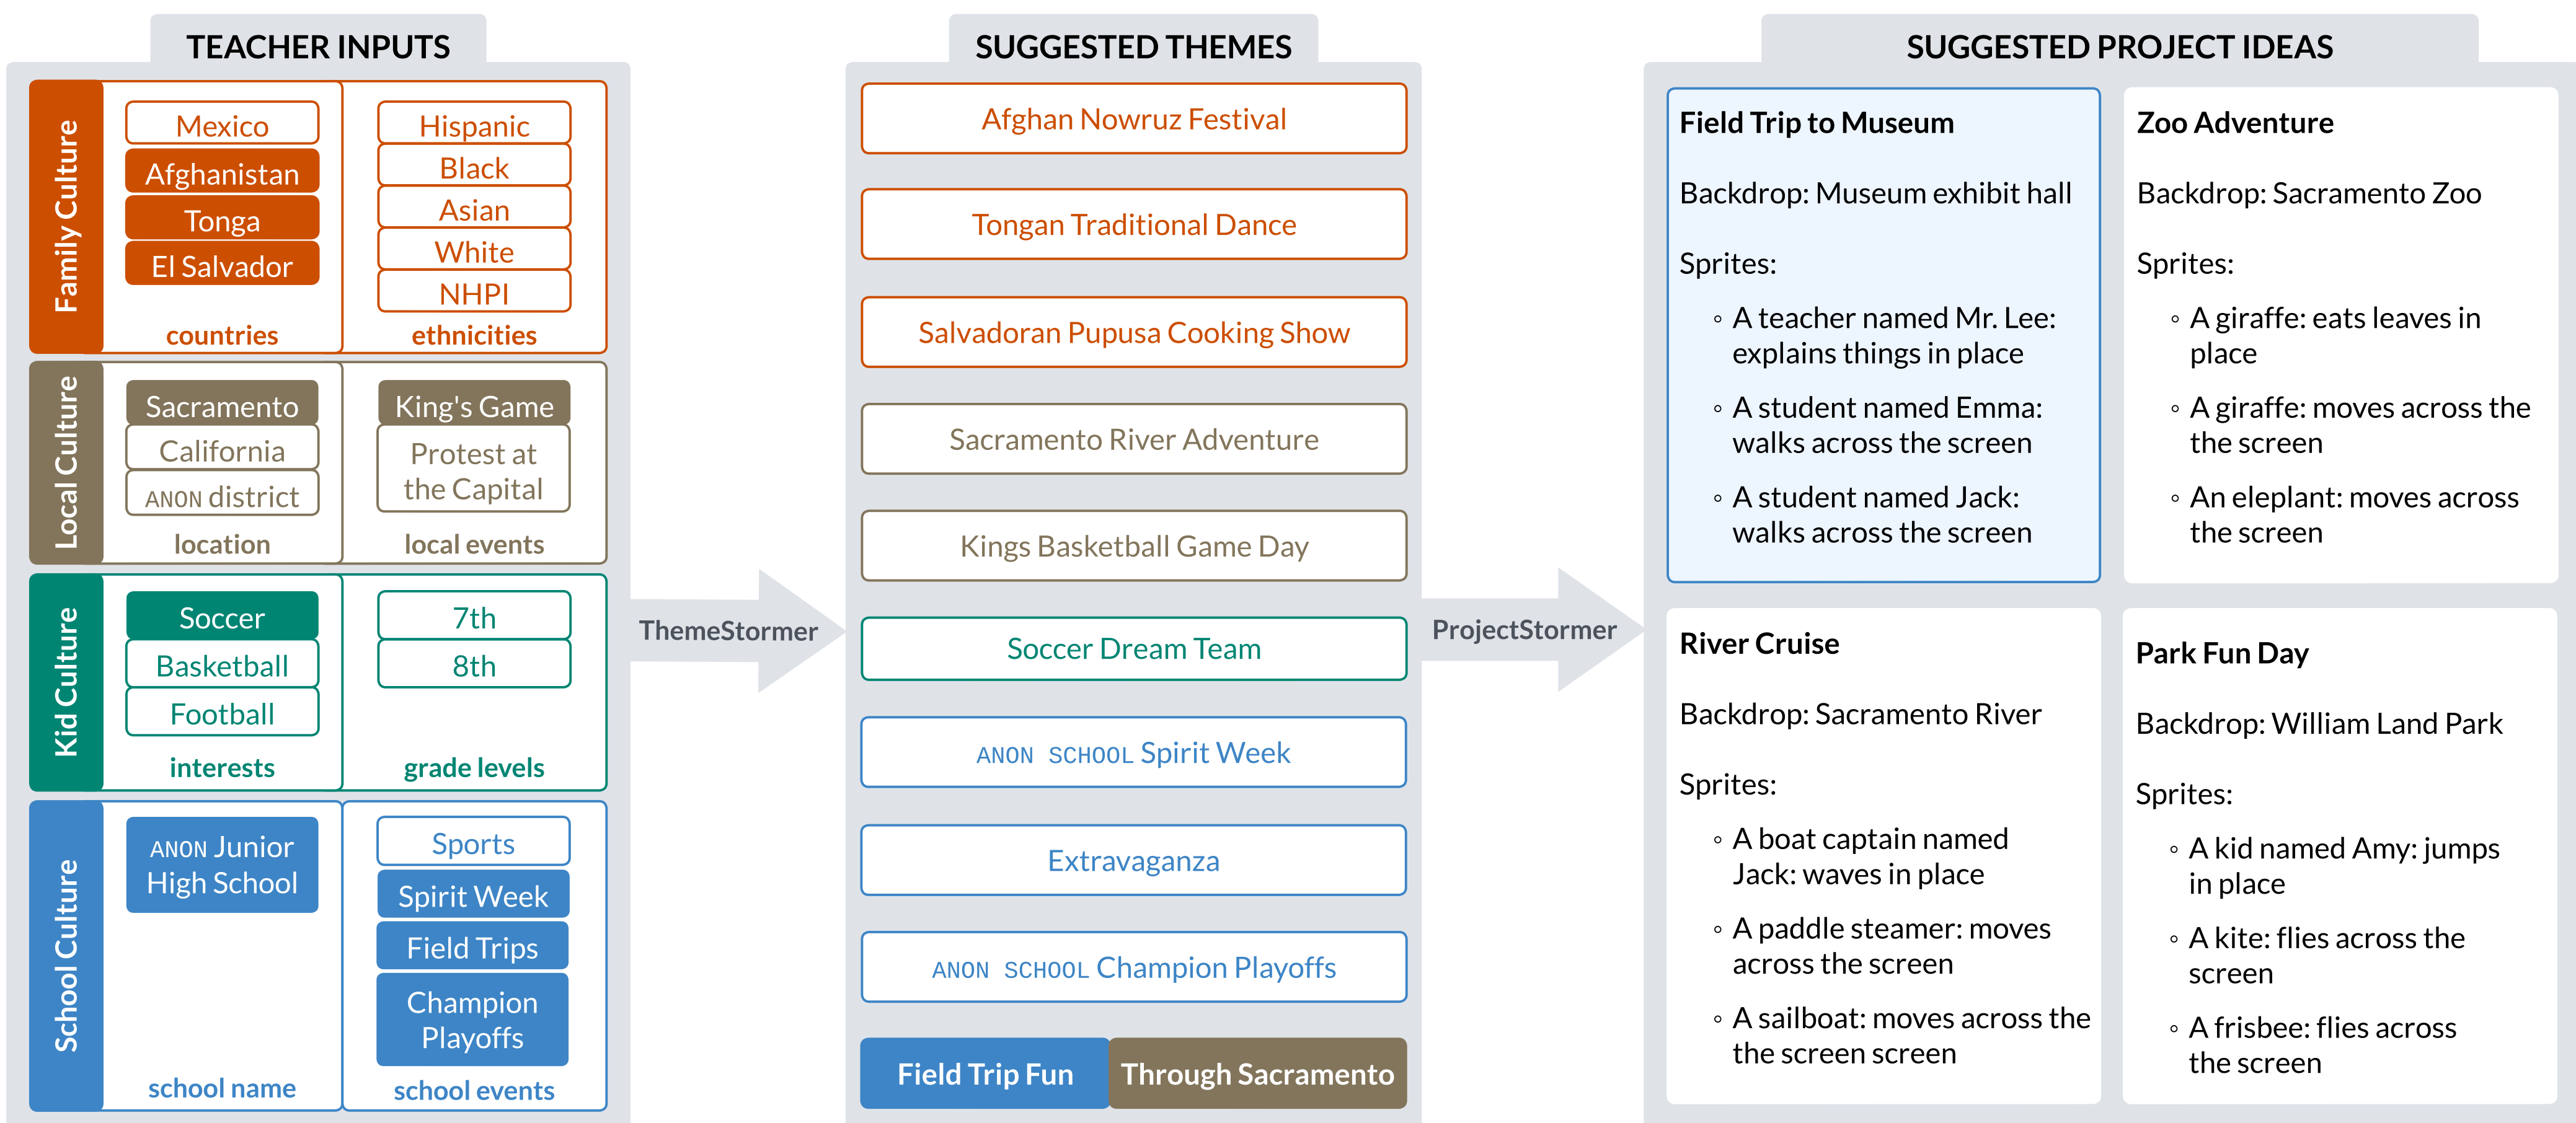 TEACHER INPUTS
Family Culture
Mexico
Afghanistan
Tonga
El Salvador
countries
Hispanic
Black
Asian
White
NHPI
ethnicities
Local Culture
Sacramento
California
ANON district
location
King's Game
Protest at
the Capital
local events
Kid Culture
Soccer
Basketball
Football
interests
7th
8th
grade levels
School Culture
ANON Junior
High School
school name
Sports
Spirit Week
Field Trips
Champion
Playoffs
school events
ThemeStormer
SUGGESTED THEMES
Afghan Nowruz Festival
Tongan Traditional Dance
Salvadoran Pupusa Cooking Show
Sacramento River Adventure
Kings Basketball Game Day
Soccer Dream Team
ANON SCHOOL Spirit Week
Extravaganza
ANON SCHOOL Champion Playoffs
Field Trip Fun Through Sacramento
ProjectStormer
SUGGESTED PROJECT IDEAS
Field Trip to Museum
Backdrop: Museum exhibit hall
Sprites:
◦ A teacher named Mr. Lee:
explains things in place
◦ A student named Emma:
walks across the screen
◦ A student named Jack:
walks across the screen
Zoo Adventure
Backdrop: Sacramento Zoo
Sprites:
◦ A giraffe: eats leaves in
place
◦ A giraffe: moves across the
the screen
◦ An eleplant: moves across
the screen
River Cruise
Backdrop: Sacramento River
Sprites:
◦ A boat captain named
Jack: waves in place
◦ A paddle steamer: moves
across the screen
◦ A sailboat: moves across the
the screen screen
Park Fun Day
Backdrop: William Land Park
Sprites:
◦ A kid named Amy: jumps
in place
◦ A kite: flies across the
screen
◦ A frisbee: flies across
the screen